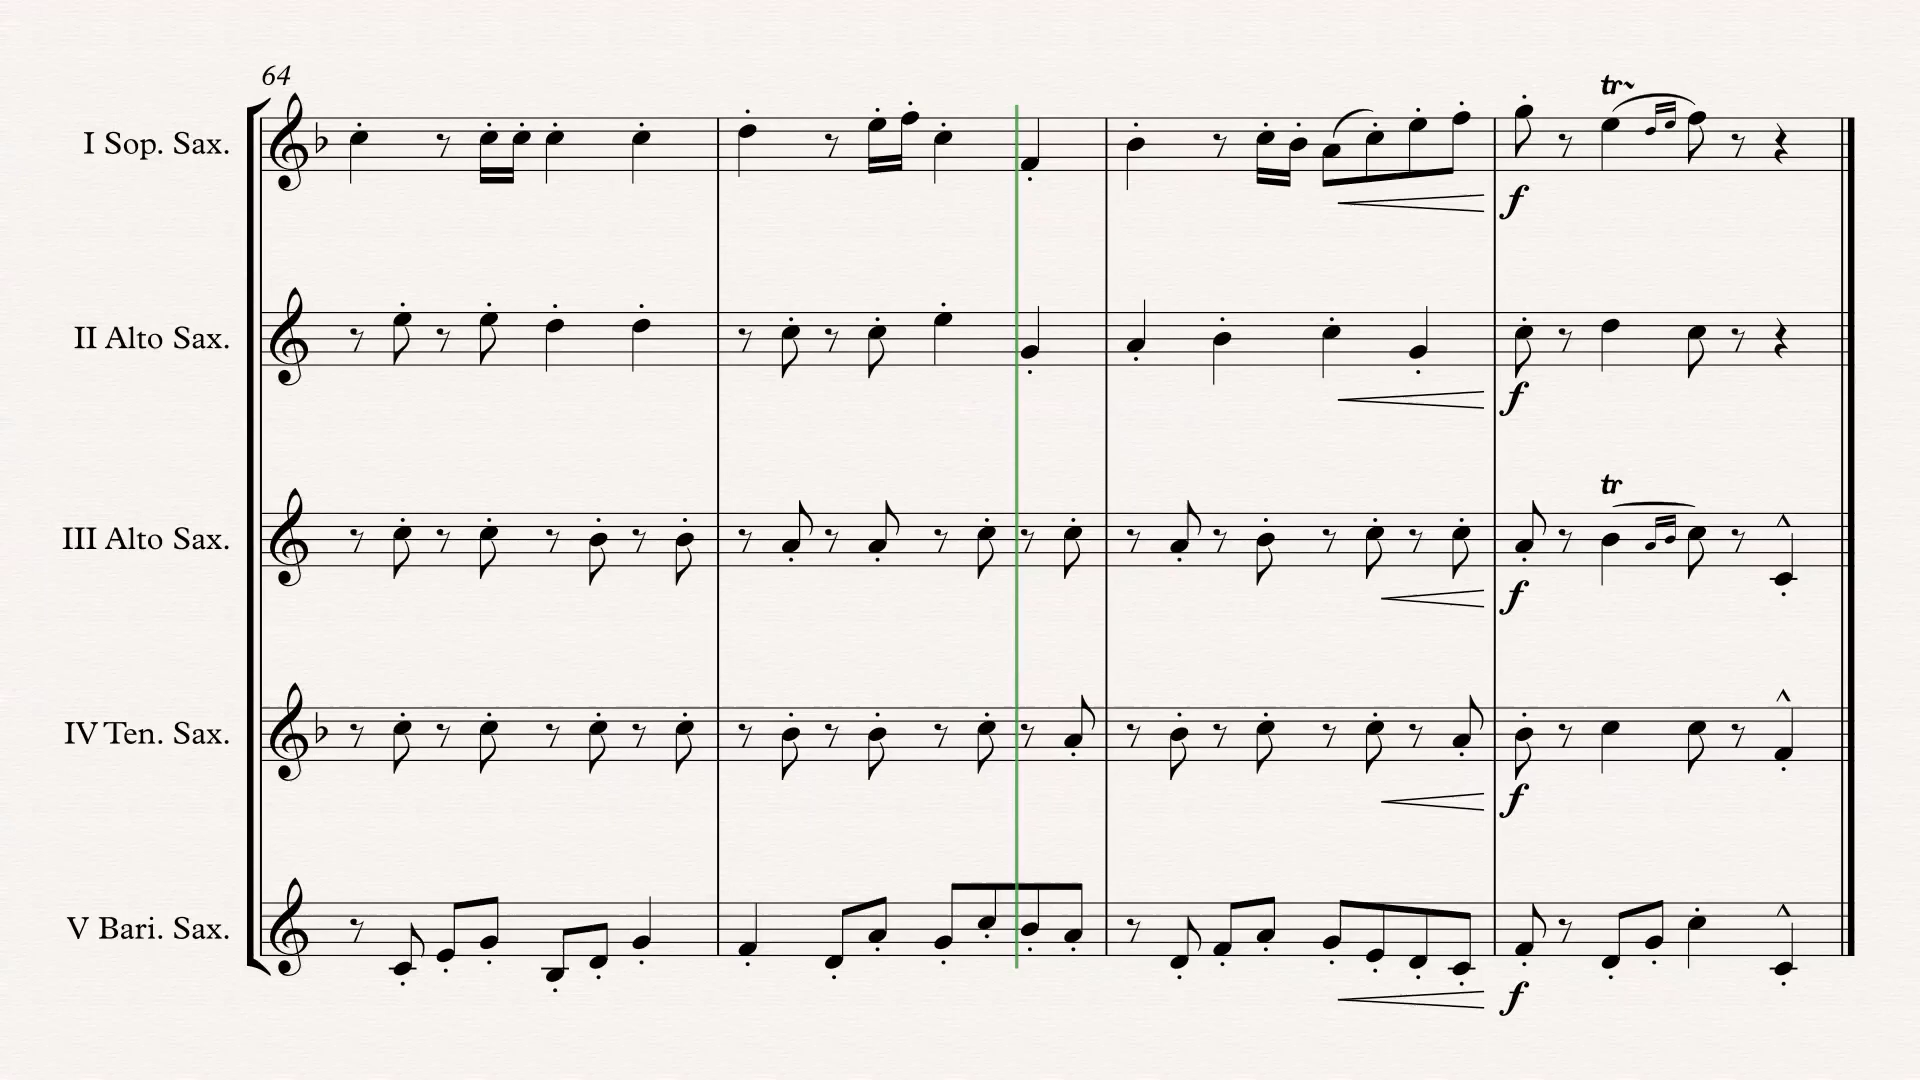 64
I Sop. Sax.
tr
f
II Alto Sax.
f
III Alto Sax.
tr
f
IV Ten. Sax.
f
V Bari. Sax.
f